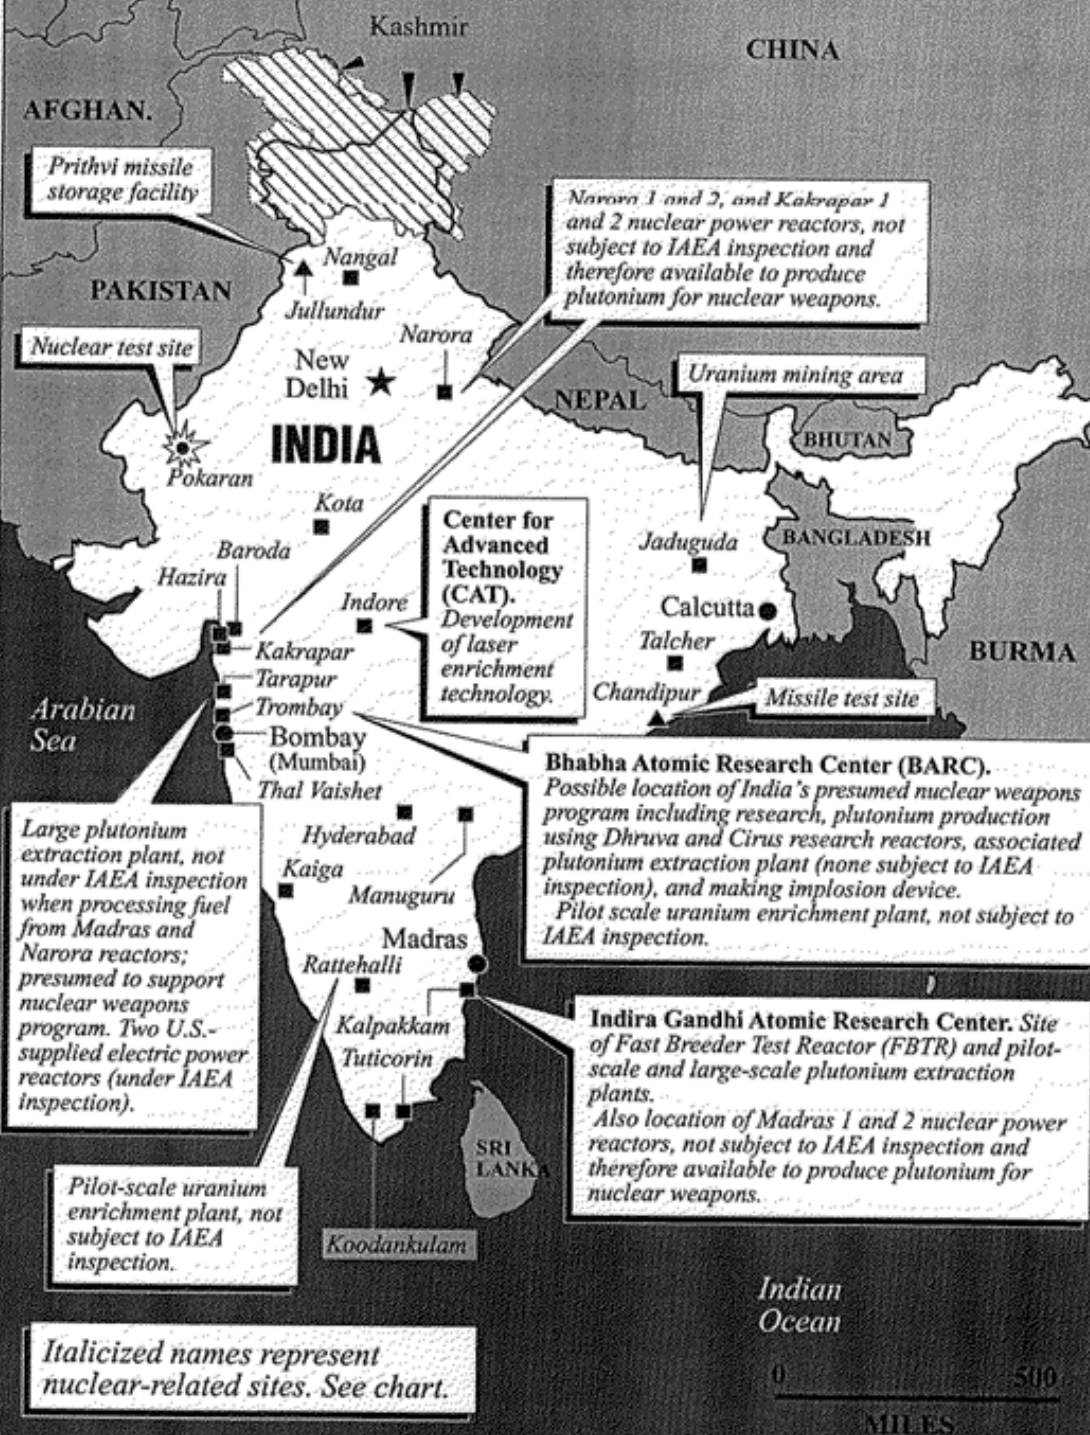 Kashmir
CHINA
AFGHAN.
Prithvi missile
storage facility
Narora 1 and 2, and Kakrapar 1
and 2 nuclear power reactors, not
subject to IAEA inspection and
therefore available to produce
plutonium for nuclear weapons.
Nangal
PAKISTAN
Jullundur
Nuclear test site
Narora
New
Delhi
Uranium mining area
NEPAL
BHUTAN
INDIA
Pokaran
Kota
Center for
Advanced
Technology
(CAT).
Development
of laser
enrichment
technology.
Jaduguda
BANGLADESH
Baroda
Hazira
Indore
Calcutta
Talcher
BURMA
Kakrapar
Tarapur
Chandipur
Missile test site
Trombay
Arabian
Sea
Bombay
(Mumbai)
Thal Vaishet
Bhabha Atomic Research Center (BARC).
Possible location of India's presumed nuclear weapons
program including research, plutonium production
using Dhruva and Cirus research reactors, associated
plutonium extraction plant (none subject to IAEA
inspection), and making implosion device.
Pilot scale uranium enrichment plant, not subject to
IAEA inspection.
Large plutonium
extraction plant, not
under IAEA inspection
when processing fuel
from Madras and
Narora reactors;
presumed to support
nuclear weapons
program. Two U.S.-
supplied electric power
reactors (under IAEA
inspection).
Hyderabad
Kaiga
Manuguru
Madras
Rattehalli
Kalpakkam
Tuticorin
Indira Gandhi Atomic Research Center. Site
of Fast Breeder Test Reactor (FBTR) and pilot-
scale and large-scale plutonium extraction
plants.
Also location of Madras 1 and 2 nuclear power
reactors, not subject to IAEA inspection and
therefore available to produce plutonium for
nuclear weapons.
SRI
LANKA
Pilot-scale uranium
enrichment plant, not
subject to IAEA
inspection.
Koodankulam
Indian
Ocean
Italicized names represent
nuclear-related sites. See chart.
0 500
MILES